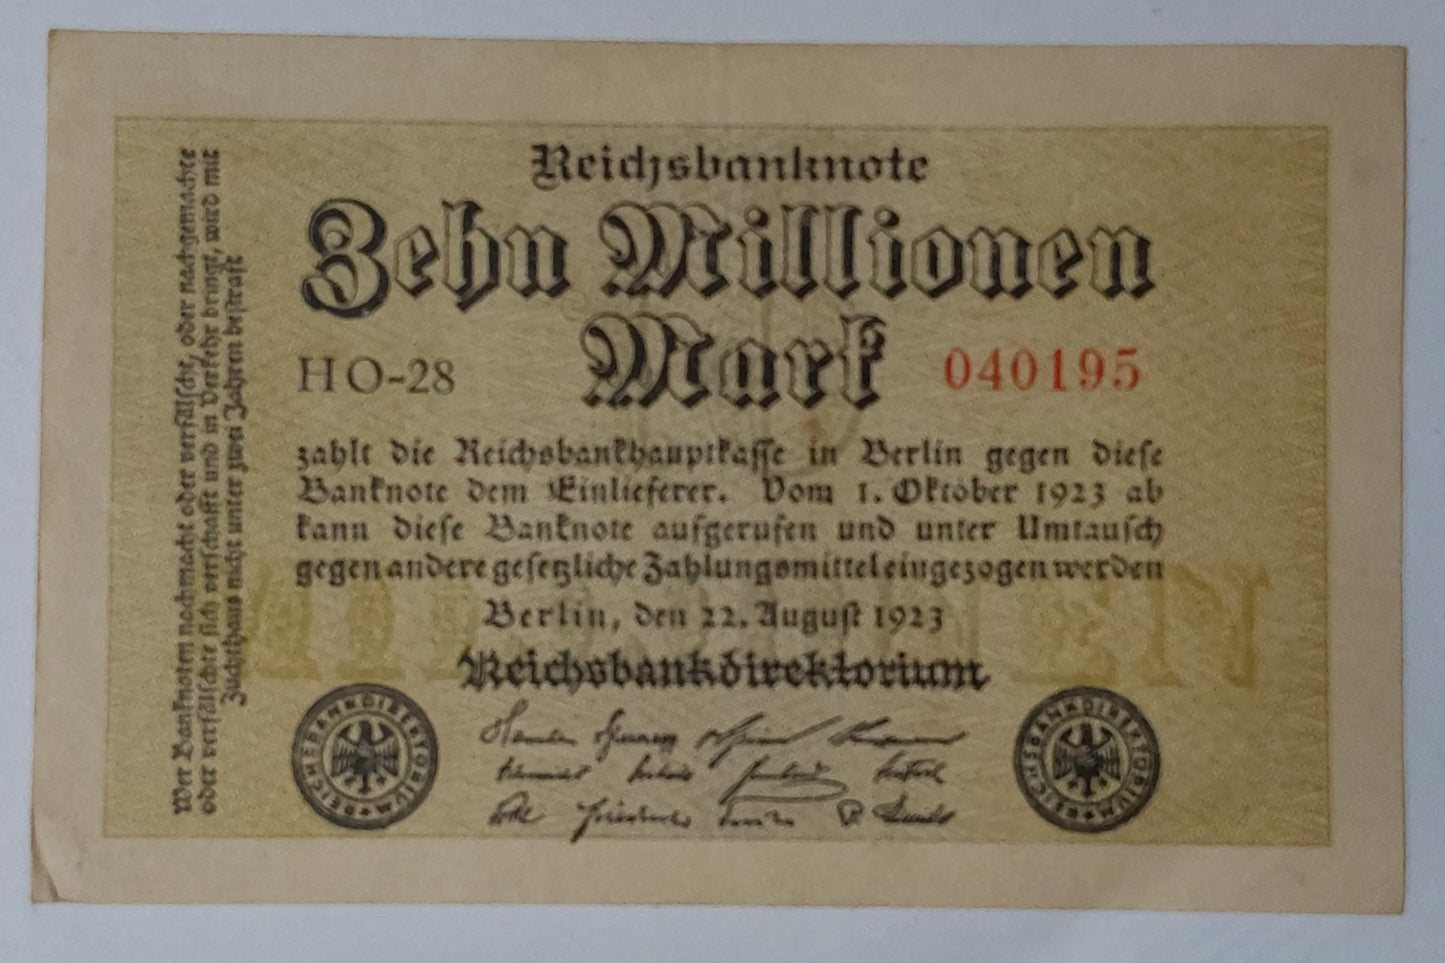 Reichsbanknote
Zehn Millionen
Mark
HO-28
040195
zahlt die Reichsbankhauptkasse in Berlin gegen diese
Banknote dem Einlieferer. Vom 1. Oktober 1923 ab
kann diese Banknote aufgerufen und unter Umtausch
gegen andere gesetzliche Zahlungsmittel eingezogen werden
Berlin, den 22. August 1923
Reichsbankdirektorium
REICHSBANKDIREKTORIUM
REICHSBANKDIREKTORIUM
Wer Banknoten nachmacht oder verfälscht, oder nachgemachte
oder verfälschte sich verschafft und in Verkehr bringt, wird mit
Zuchthaus nicht unter zwei Jahren bestraft